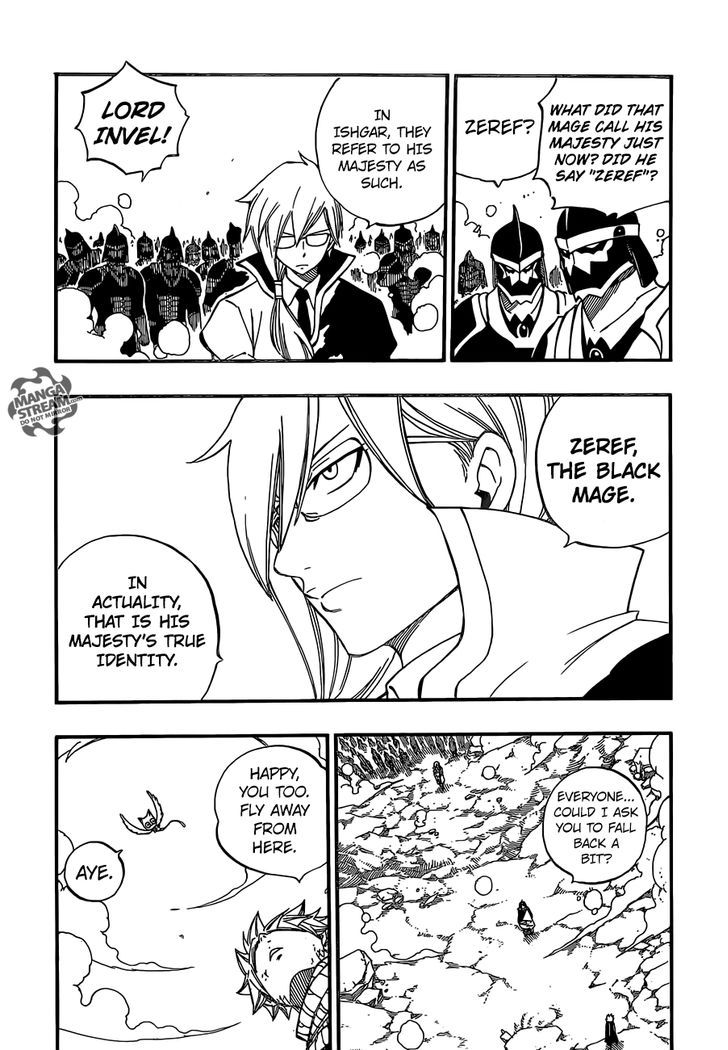 WHAT DID THAT
MAGE CALL HIS
MAJESTY JUST
NOW? DID HE
SAY "ZEREF"?
ZEREF?
IN
ISHGAR, THEY
REFER TO HIS
MAJESTY AS
SUCH.
LORD
INVEL!
ZEREF,
THE BLACK
MAGE.
IN
ACTUALITY,
THAT IS HIS
MAJESTY'S TRUE
IDENTITY.
MANGA
STREAM.com
DO NOT MIRROR
EVERYONE...
COULD I ASK
YOU TO FALL
BACK A
BIT?
HAPPY,
YOU TOO.
FLY AWAY
FROM
HERE.
AYE.